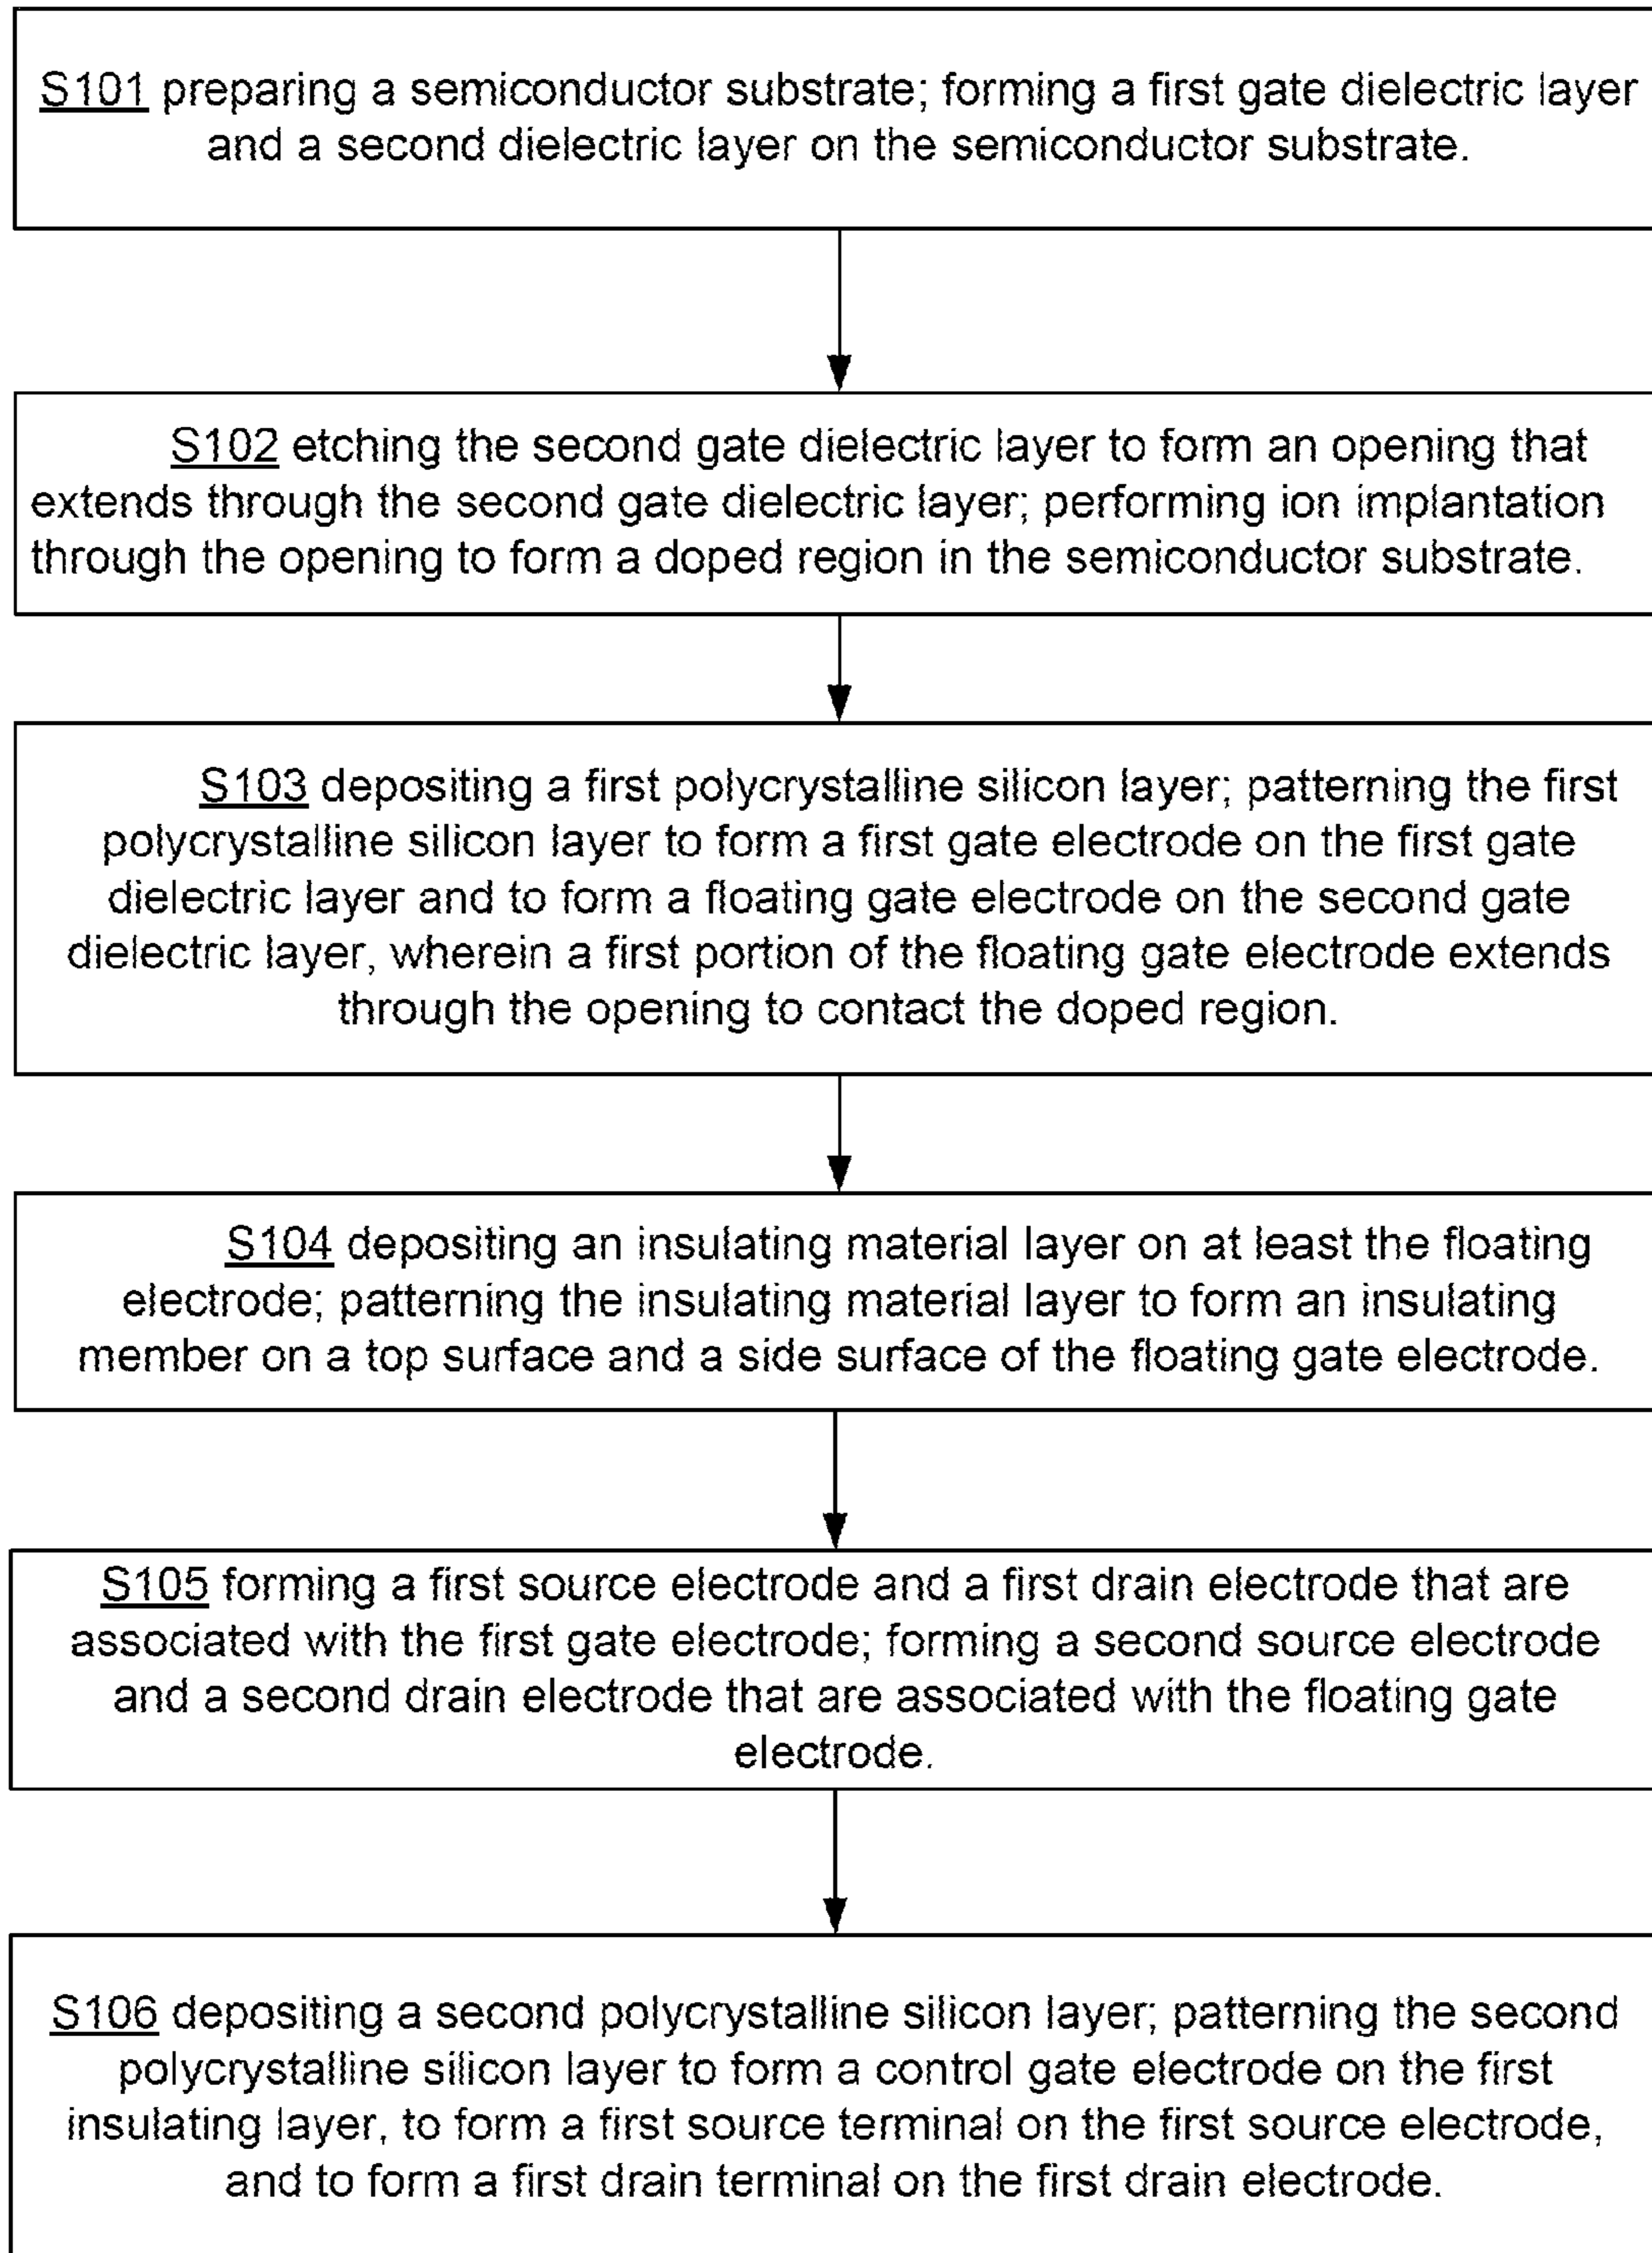 S101 preparing a semiconductor substrate; forming a first gate dielectric layer
and a second dielectric layer on the semiconductor substrate.
S102 etching the second gate dielectric layer to form an opening that
extends through the second gate dielectric layer; performing ion implantation
through the opening to form a doped region in the semiconductor substrate.
S103 depositing a first polycrystalline silicon layer; patterning the first
polycrystalline silicon layer to form a first gate electrode on the first gate
dielectric layer and to form a floating gate electrode on the second gate
dielectric layer, wherein a first portion of the floating gate electrode extends
through the opening to contact the doped region.
S104 depositing an insulating material layer on at least the floating
electrode; patterning the insulating material layer to form an insulating
member on a top surface and a side surface of the floating gate electrode.
S105 forming a first source electrode and a first drain electrode that are
associated with the first gate electrode; forming a second source electrode
and a second drain electrode that are associated with the floating gate
electrode.
S106 depositing a second polycrystalline silicon layer; patterning the second
polycrystalline silicon layer to form a control gate electrode on the first
insulating layer, to form a first source terminal on the first source electrode,
and to form a first drain terminal on the first drain electrode.